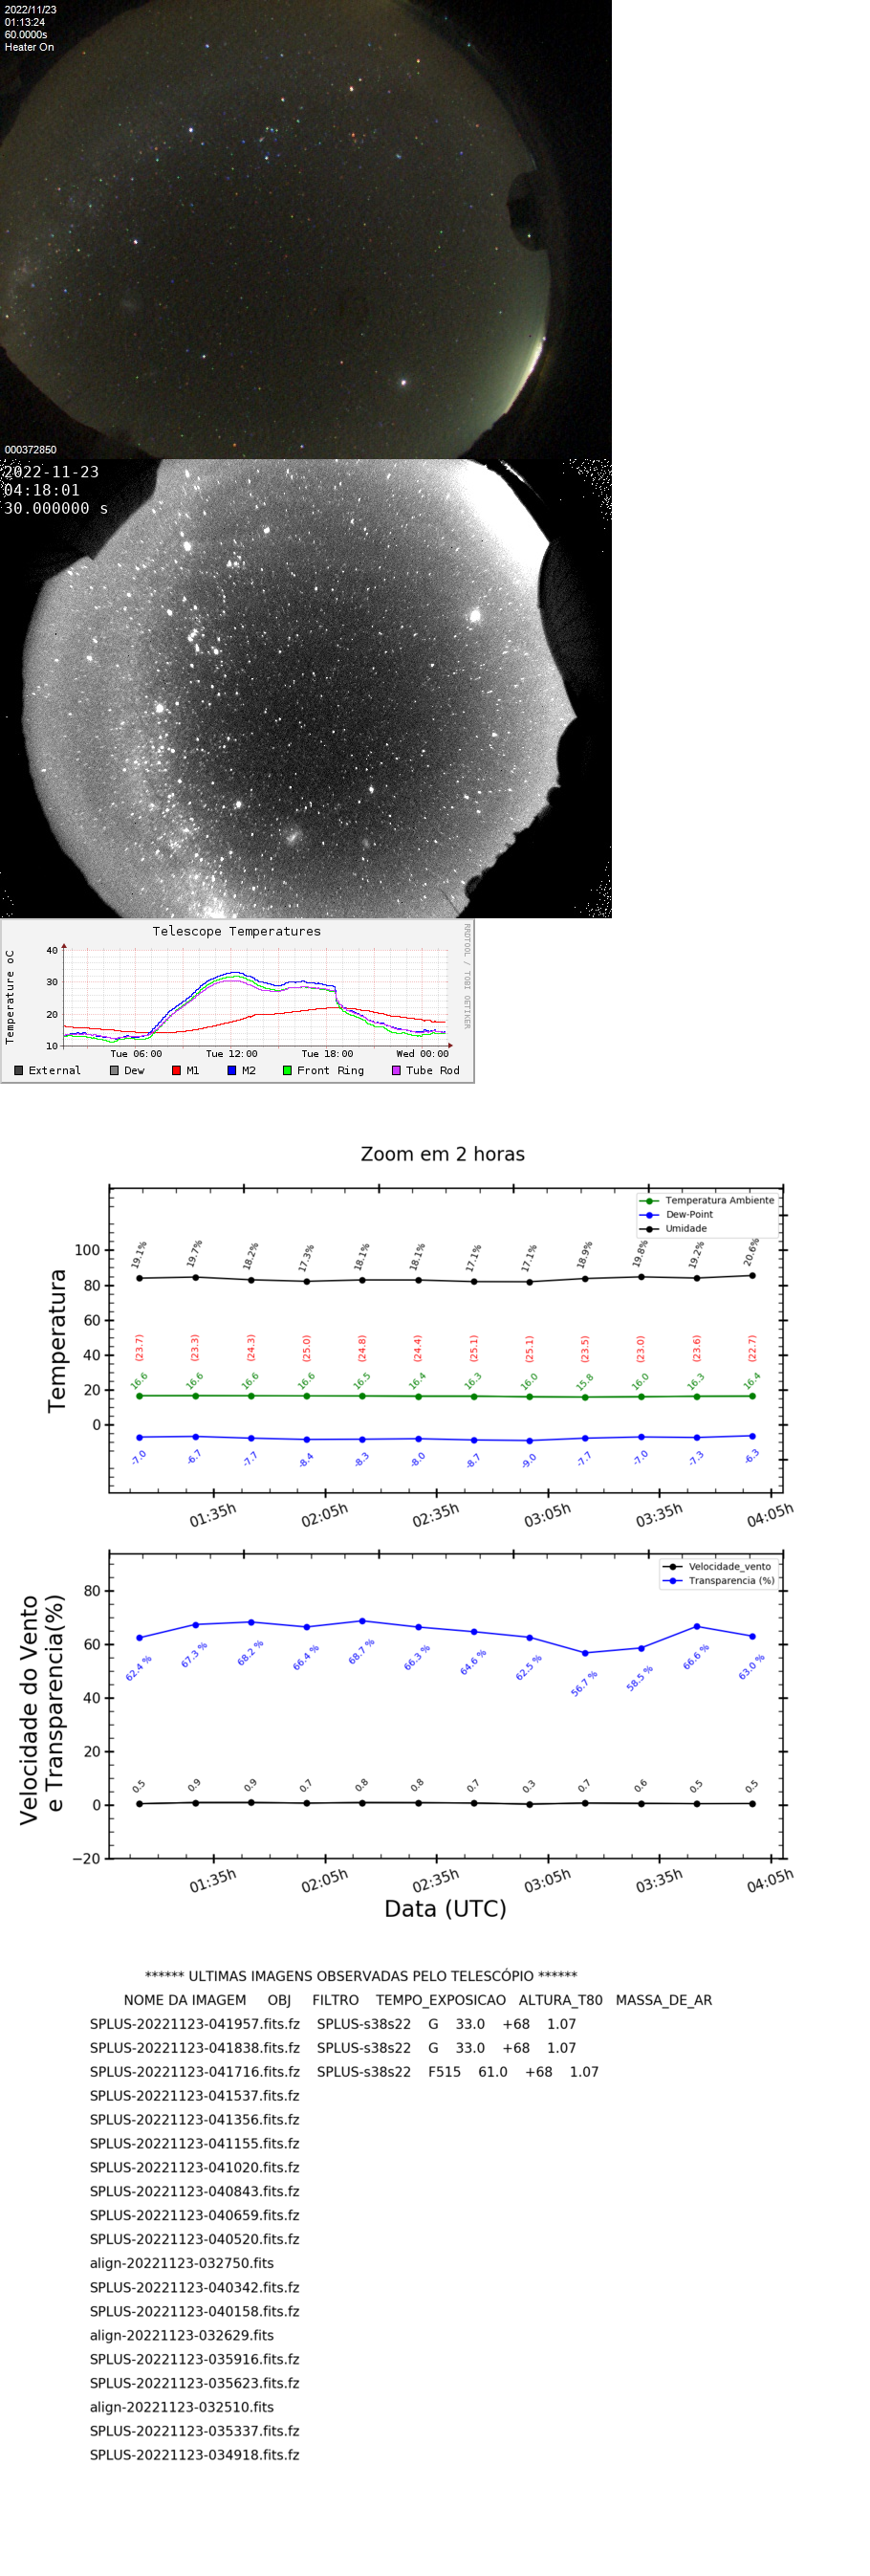 2022/11/23
01:13:24
60.0000s
Heater On
000372850
2022-11-23
04:18:01
30.000000 s
Telescope Temperatures
RRDTOOL / TOBI OETIKER
Temperature oC
40
30
20
10
Tue 06:00 Tue 12:00 Tue 18:00 Wed 00:00
External Dew M1 M2 Front Ring Tube Rod
Zoom em 2 horas
Temperatura Ambiente
Dew-Point
Umidade
Temperatura
100
80
60
40
20
0
19.1% 19.7% 18.2% 17.3% 18.1% 18.1% 17.1% 17.1% 18.9% 19.8% 19.2% 20.6%
(23.7) (23.3) (24.3) (25.0) (24.8) (24.4) (25.1) (25.1) (23.5) (23.0) (23.6) (22.7)
16.6 16.6 16.6 16.6 16.5 16.4 16.3 16.0 15.8 16.0 16.3 16.4
-7.0 -6.7 -7.7 -8.4 -8.3 -8.0 -8.7 -9.0 -7.7 -7.0 -7.3 -6.3
01:35h 02:05h 02:35h 03:05h 03:35h 04:05h
Velocidade_vento
Transparencia (%)
Velocidade do Vento
e Transparencia(%)
80
60
40
20
0
−20
62.4 % 67.3 % 68.2 % 66.4 % 68.7 % 66.3 % 64.6 % 62.5 % 56.7 % 58.5 % 66.6 % 63.0 %
0.5 0.9 0.9 0.7 0.8 0.8 0.7 0.3 0.7 0.6 0.5 0.5
01:35h 02:05h 02:35h 03:05h 03:35h 04:05h
Data (UTC)
****** ULTIMAS IMAGENS OBSERVADAS PELO TELESCÓPIO ******
NOME DA IMAGEM OBJ FILTRO TEMPO_EXPOSICAO ALTURA_T80 MASSA_DE_AR
SPLUS-20221123-041957.fits.fz SPLUS-s38s22 G 33.0 +68 1.07
SPLUS-20221123-041838.fits.fz SPLUS-s38s22 G 33.0 +68 1.07
SPLUS-20221123-041716.fits.fz SPLUS-s38s22 F515 61.0 +68 1.07
SPLUS-20221123-041537.fits.fz
SPLUS-20221123-041356.fits.fz
SPLUS-20221123-041155.fits.fz
SPLUS-20221123-041020.fits.fz
SPLUS-20221123-040843.fits.fz
SPLUS-20221123-040659.fits.fz
SPLUS-20221123-040520.fits.fz
align-20221123-032750.fits
SPLUS-20221123-040342.fits.fz
SPLUS-20221123-040158.fits.fz
align-20221123-032629.fits
SPLUS-20221123-035916.fits.fz
SPLUS-20221123-035623.fits.fz
align-20221123-032510.fits
SPLUS-20221123-035337.fits.fz
SPLUS-20221123-034918.fits.fz